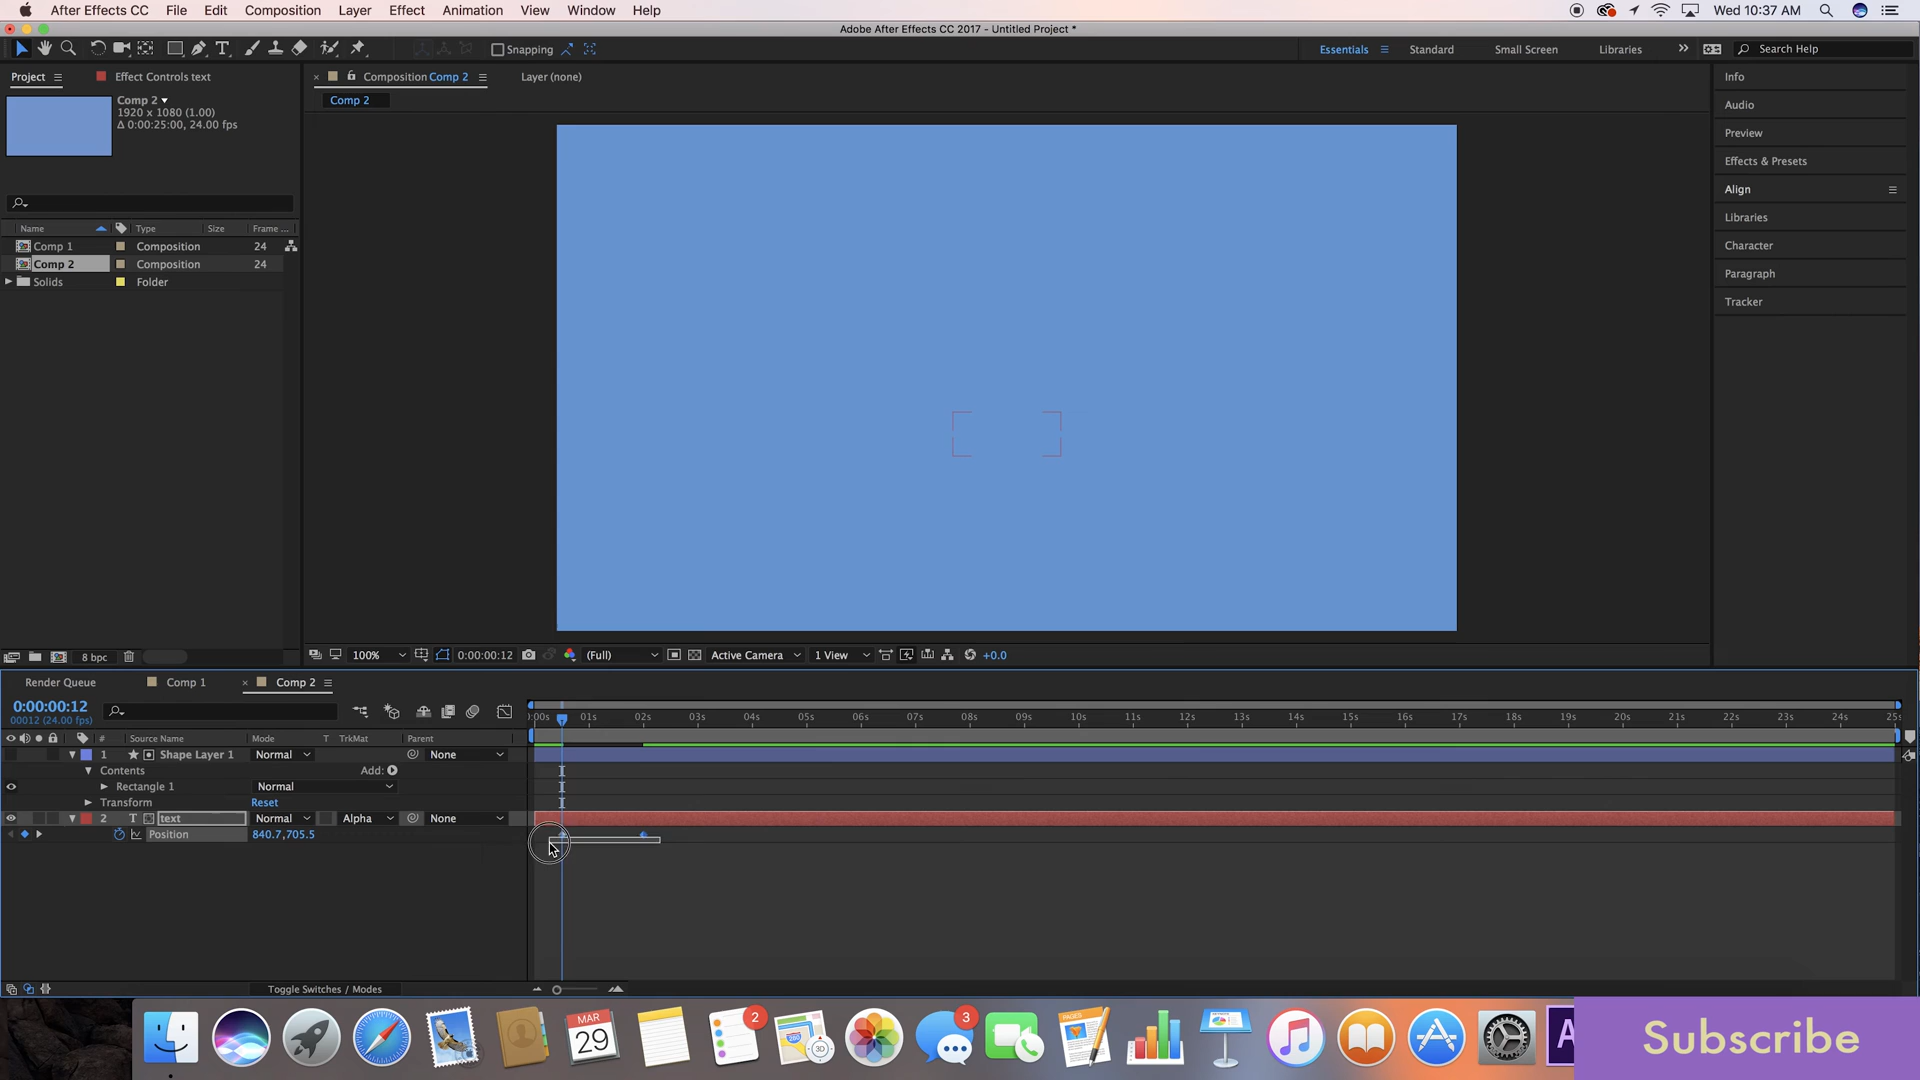 After Effects CC File Edit Composition Layer Effect Animation View Window Help Wed 10:37 AM
Adobe After Effects CC 2017 - Untitled Project *
Snapping Essentials Standard Small Screen Libraries Search Help
Project Effect Controls text Composition Comp 2 Layer (none) Info
Comp 2 Comp 2
1920 x 1080 (1.00) Audio
Δ 0:00:25:00, 24.00 fps
Preview
Effects & Presets
Align
Libraries
Name Type Size Frame ...
Comp 1 Composition 24 Character
Comp 2 Composition 24
Solids Folder Paragraph
Tracker
8 bpc 100% 0:00:00:12 (Full) Active Camera 1 View +0.0
Render Queue Comp 1 Comp 2
0:00:00:12
00012 (24.00 fps)
:00s 01s 02s 03s 04s 05s 06s 07s 08s 09s 10s 11s 12s 13s 14s 15s 16s 17s 18s 19s 20s 21s 22s 23s 24s 25s
# Source Name Mode T TrkMat Parent
1 Shape Layer 1 Normal None
Contents Add:
Rectangle 1 Normal
Transform Reset
2 T text Normal Alpha None
Position 840.7,705.5
Toggle Switches / Modes
MAR
29
2
280
3D
3
A
Subscribe